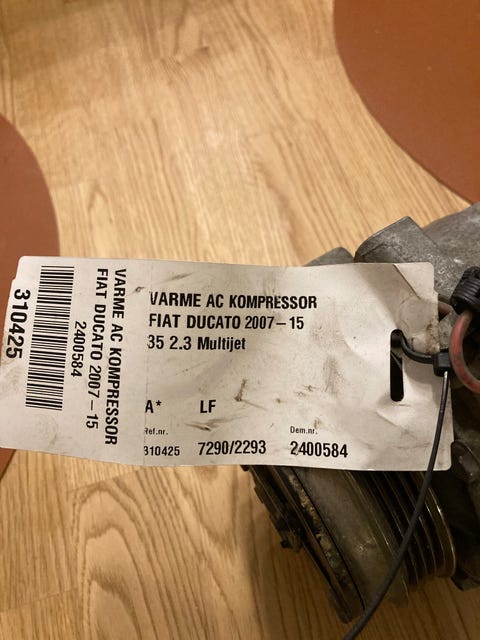 VARME AC KOMPRESSOR
FIAT DUCATO 2007-15
35 2.3 Multijet
A* LF
Ref.nr. Dem.nr.
310425 7290/2293 2400584
VARME AC KOMPRESSOR
FIAT DUCATO 2007-15
2400584
310425